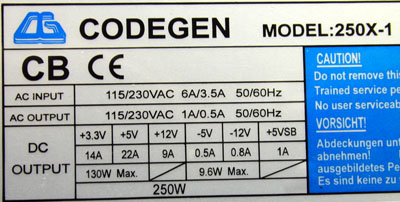 CODEGEN MODEL:250X-1
CB CE
AC INPUT 115/230VAC 6A/3.5A 50/60Hz
AC OUTPUT 115/230VAC 1A/0.5A 50/60Hz
DC OUTPUT
+3.3V +5V +12V -5V -12V +5VSB
14A 22A 9A 0.5A 0.8A 1A
130W Max. 9.6W Max.
250W
CAUTION!
Do not remove this
Trained service pe
No user serviceab
VORSICHT!
Abdeckungen unt
abnehmen!
ausgebildetes Pe
Es sind keine zu